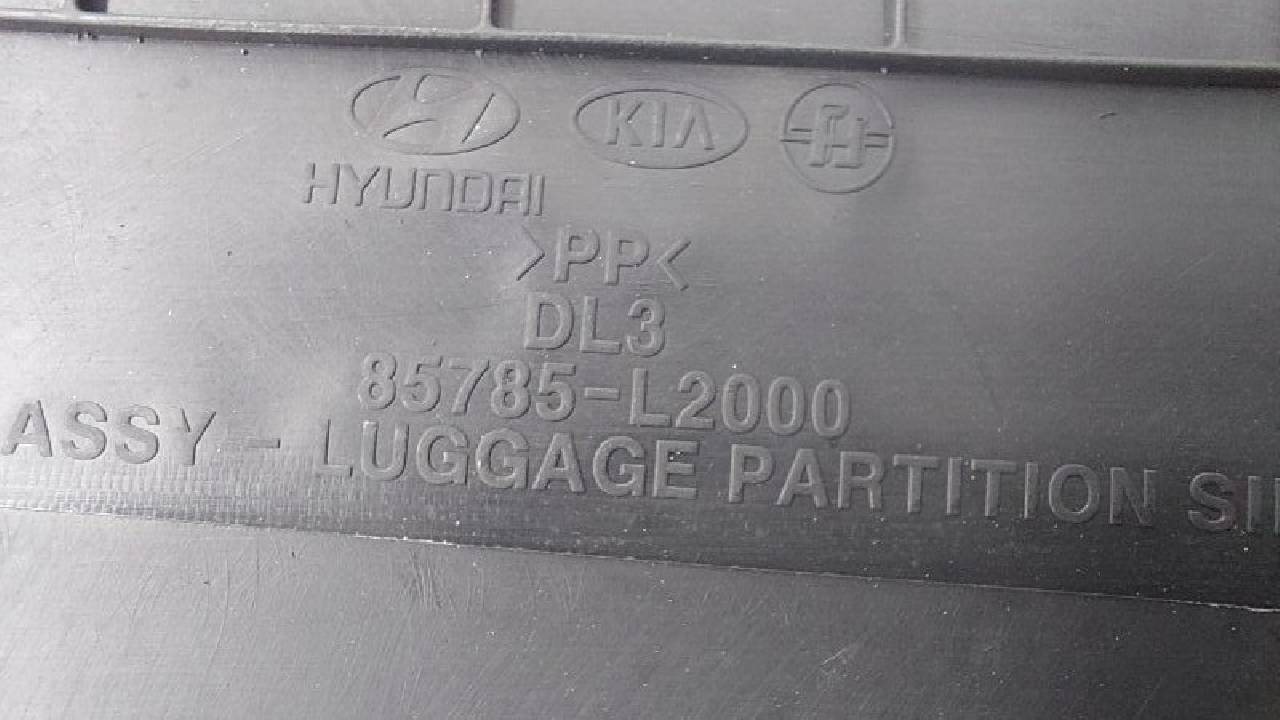 KIA
HYUNDAI
>PP<
DL3
85785-L2000
ASSY - LUGGAGE PARTITION